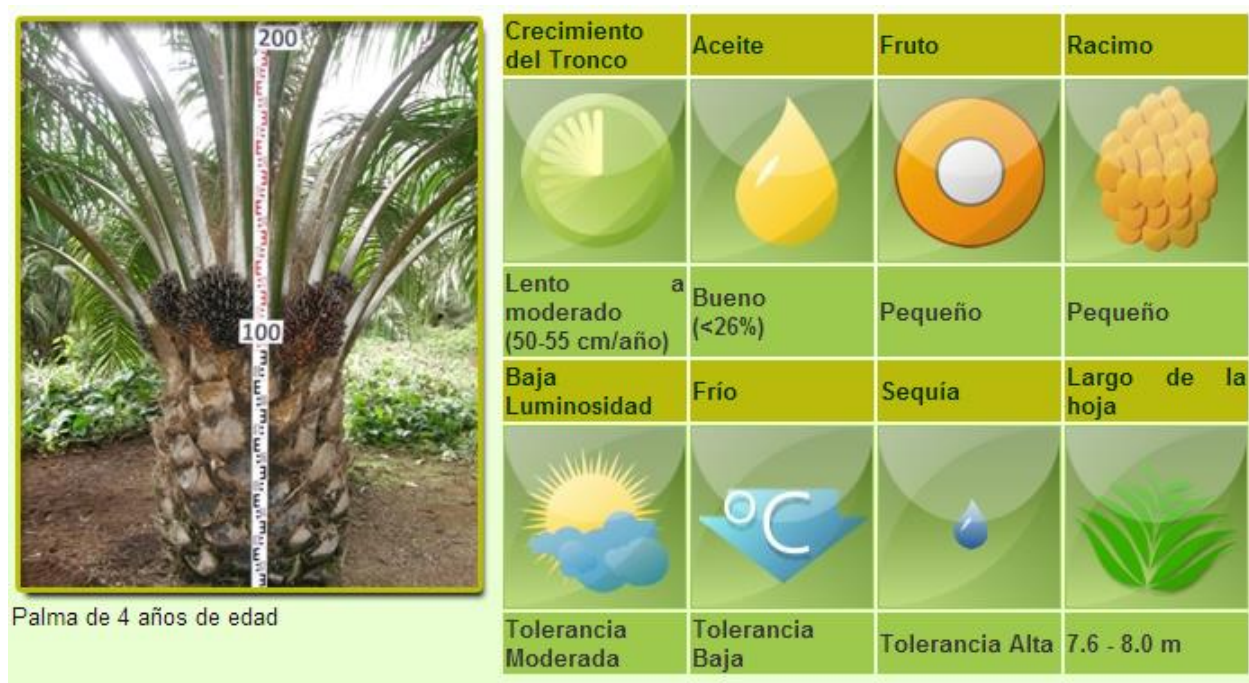 200
100
Palma de 4 años de edad
Crecimiento
del Tronco
Aceite
Fruto
Racimo
Lento a
moderado
(50-55 cm/año)
Bueno
(<26%)
Pequeño
Pequeño
Baja
Luminosidad
Frío
Sequía
Largo de la
hoja
°C
Tolerancia
Moderada
Tolerancia
Baja
Tolerancia Alta
7.6 - 8.0 m